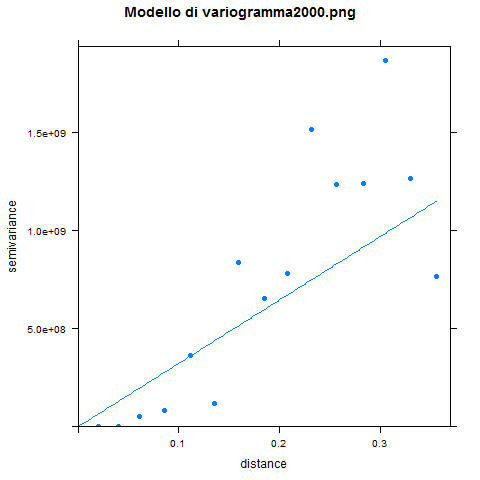 Modello di variogramma2000.png
1.5e+09
1.0e+09
5.0e+08
semivariance
0.1 0.2 0.3
distance